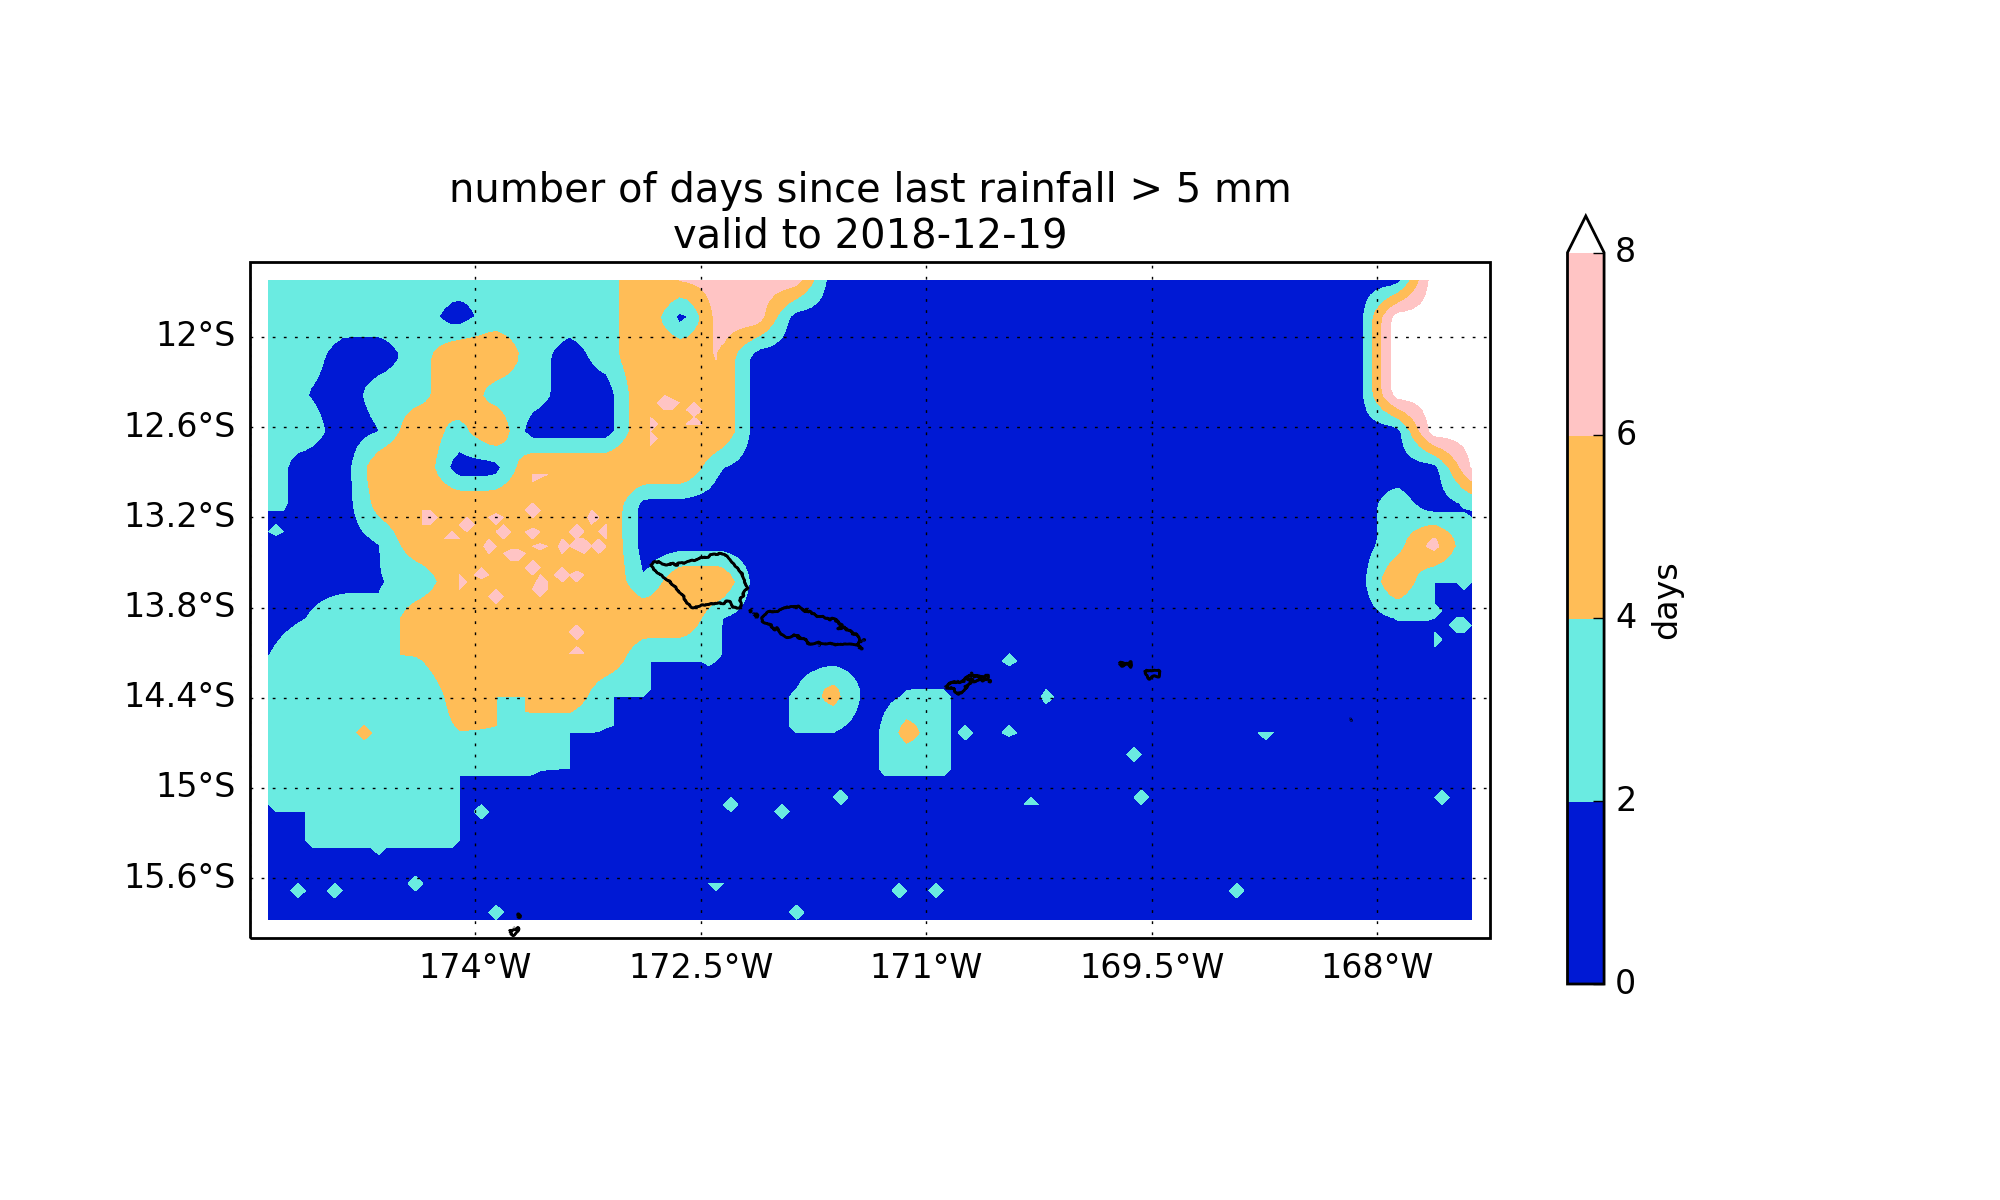 number of days since last rainfall > 5 mm
valid to 2018-12-19
12°S
12.6°S
13.2°S
13.8°S
14.4°S
15°S
15.6°S
174°W
172.5°W
171°W
169.5°W
168°W
8
6
4
2
0
days